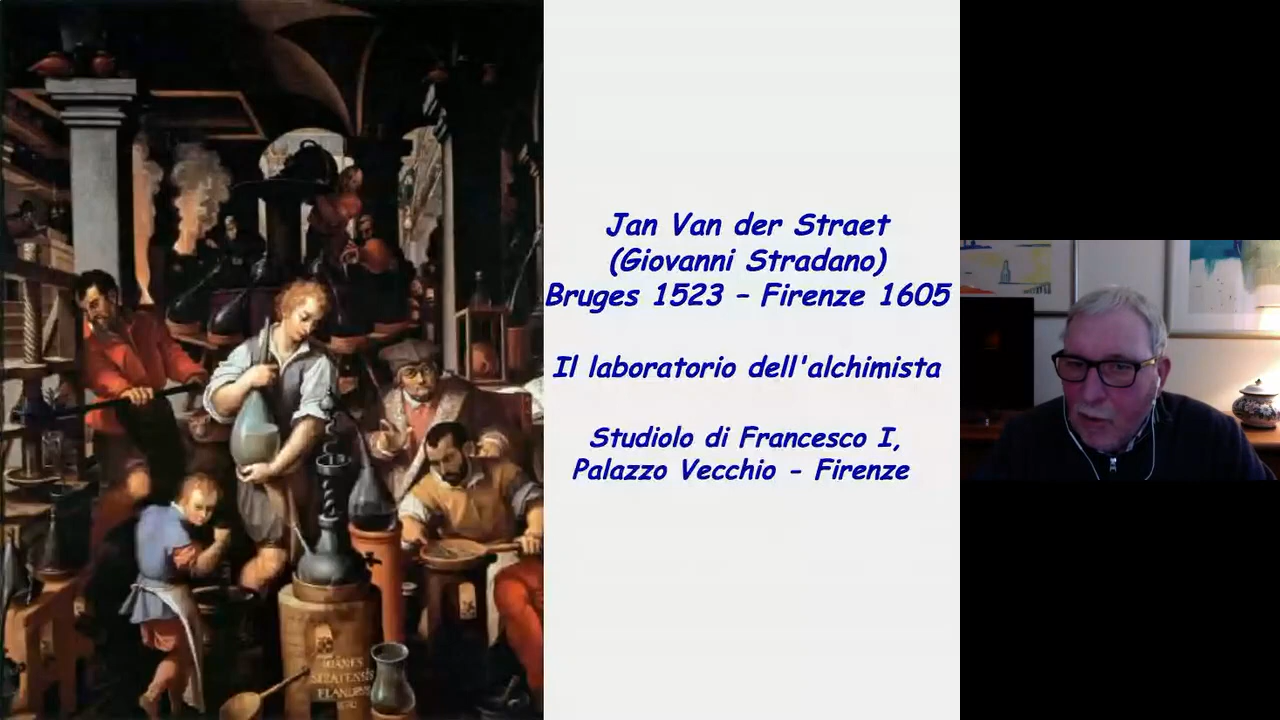 Jan Van der Straet
(Giovanni Stradano)
Bruges 1523 – Firenze 1605
Il laboratorio dell'alchimista
Studiolo di Francesco I,
Palazzo Vecchio - Firenze
FLANDRVS